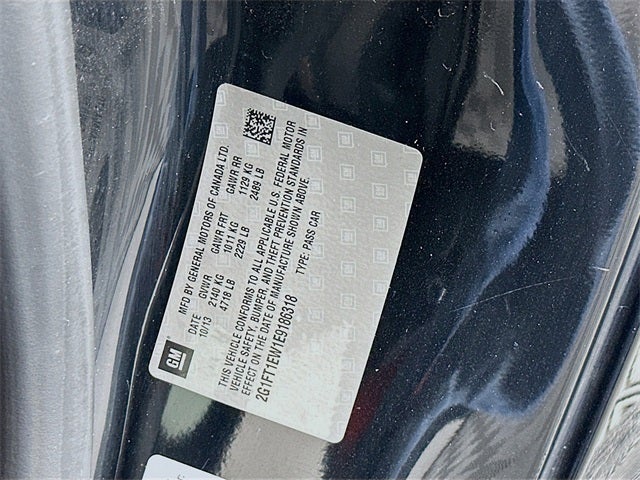 GM
MFD BY GENERAL MOTORS OF CANADA LTD.
DATE GVWR GAWR FRT GAWR RR
10/13 2140 KG 1011 KG 1129 KG
4718 LB 2229 LB 2489 LB
THIS VEHICLE CONFORMS TO ALL APPLICABLE U.S. FEDERAL MOTOR
VEHICLE SAFETY, BUMPER, AND THEFT PREVENTION STANDARDS IN
EFFECT ON THE DATE OF MANUFACTURE SHOWN ABOVE.
2G1FT1EW1E9186318 TYPE: PASS CAR